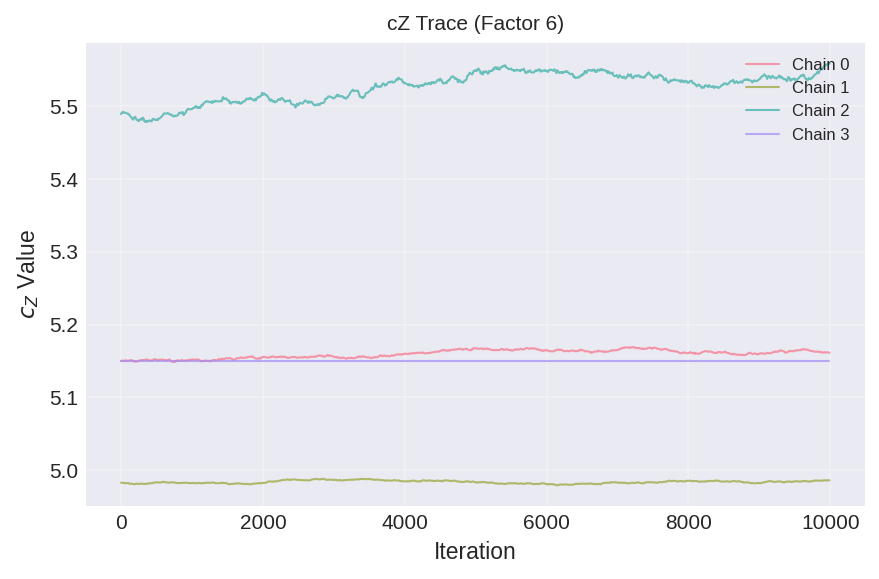 cZ Trace (Factor 6)
Chain 0
Chain 1
Chain 2
Chain 3
5.5
5.4
5.3
5.2
5.1
5.0
cZ Value
0 2000 4000 6000 8000 10000
Iteration